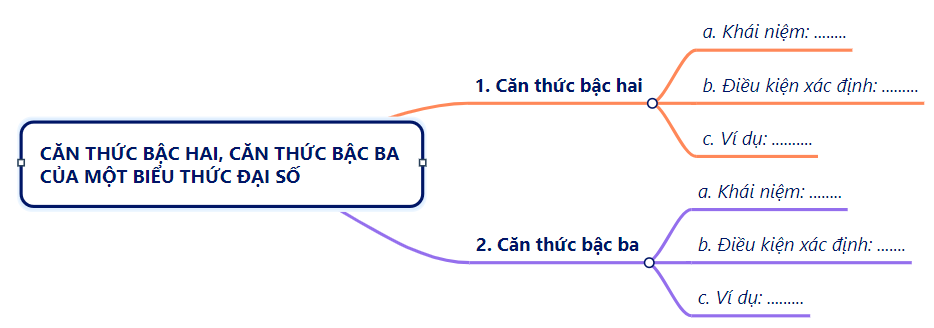 CĂN THỨC BẬC HAI, CĂN THỨC BẬC BA
CỦA MỘT BIỂU THỨC ĐẠI SỐ
1. Căn thức bậc hai
a. Khái niệm: ........
b. Điều kiện xác định: .........
c. Ví dụ: ..........
2. Căn thức bậc ba
a. Khái niệm: ........
b. Điều kiện xác định: .......
c. Ví dụ: .........